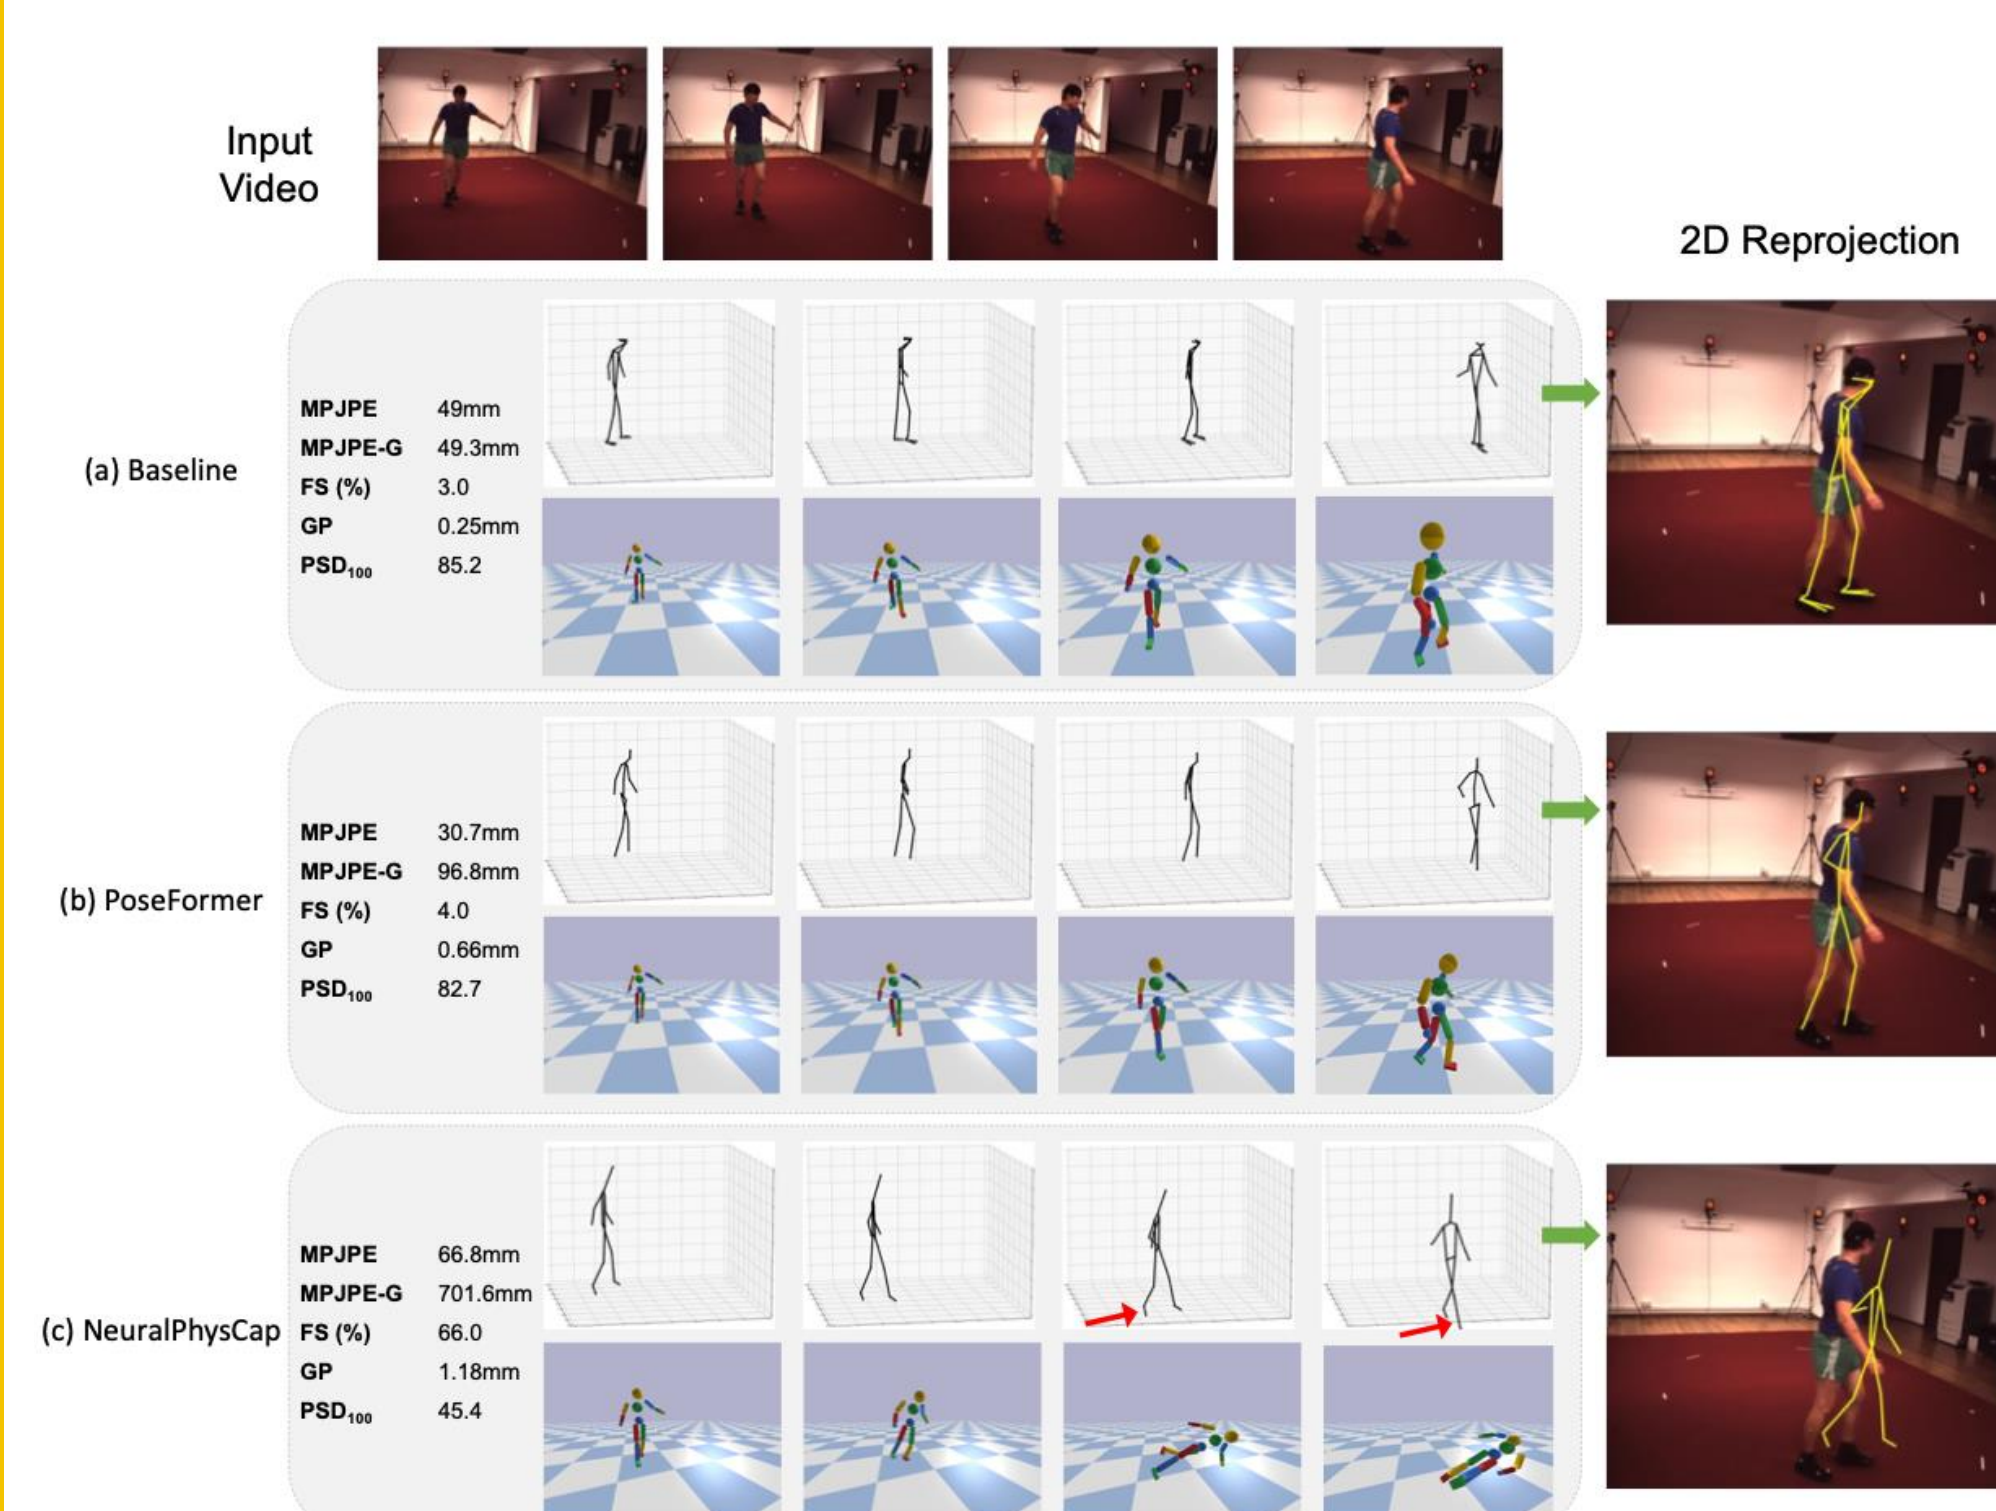 Input
Video
2D Reprojection
(a) Baseline
MPJPE 49mm
MPJPE-G 49.3mm
FS (%) 3.0
GP 0.25mm
PSD₁₀₀ 85.2
(b) PoseFormer
MPJPE 30.7mm
MPJPE-G 96.8mm
FS (%) 4.0
GP 0.66mm
PSD₁₀₀ 82.7
(c) NeuralPhysCap
MPJPE 66.8mm
MPJPE-G 701.6mm
FS (%) 66.0
GP 1.18mm
PSD₁₀₀ 45.4